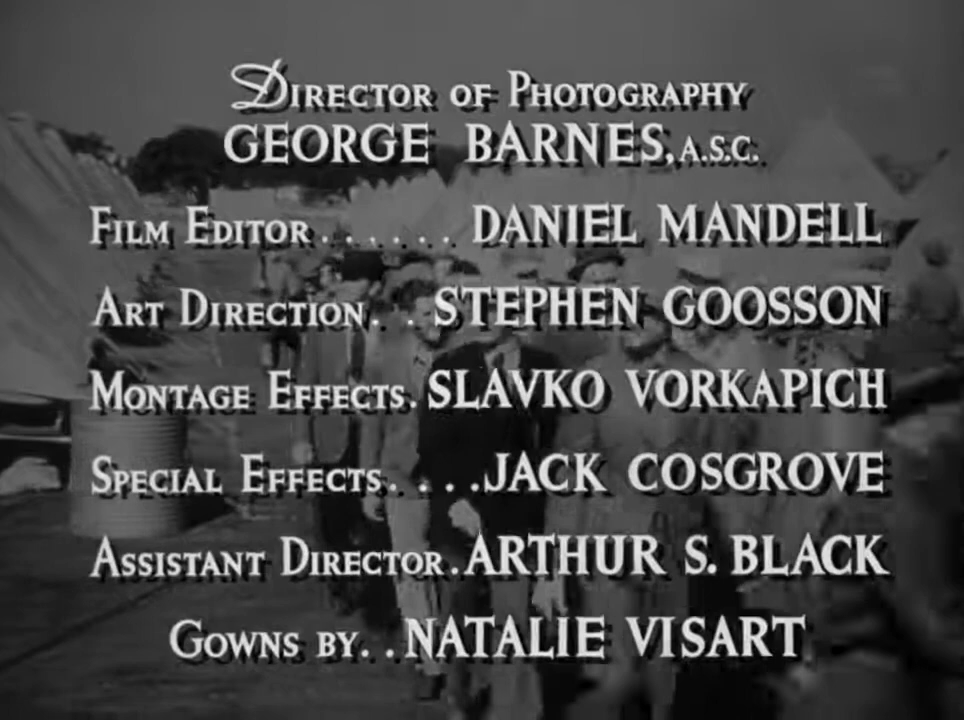 Director of Photography
GEORGE BARNES, A.S.C.
Film Editor...... DANIEL MANDELL
Art Direction... STEPHEN GOOSSON
Montage Effects. SLAVKO VORKAPICH
Special Effects....JACK COSGROVE
Assistant Director.ARTHUR S. BLACK
Gowns by...NATALIE VISART